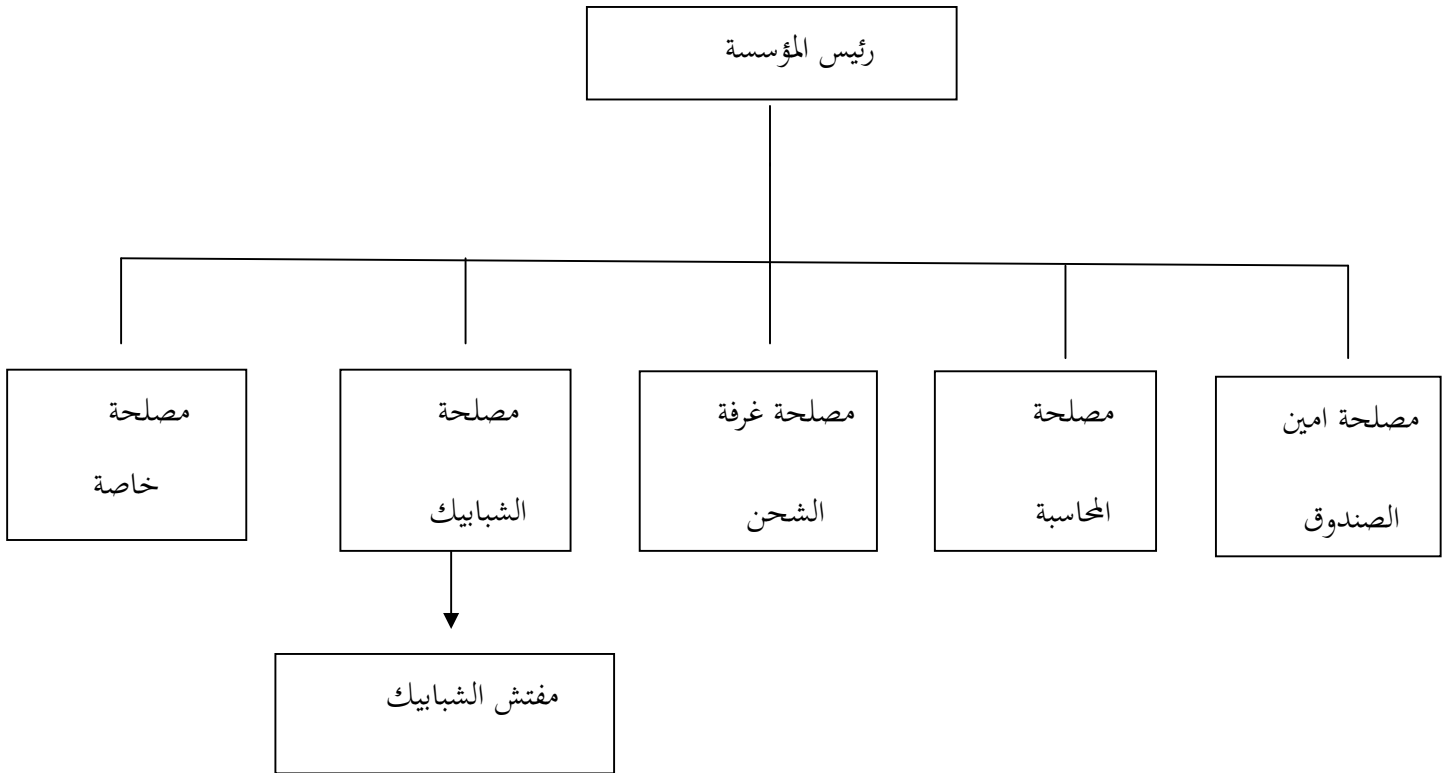 رئيس المؤسسة
مصلحة امين
الصندوق
مصلحة
المحاسبة
مصلحة غرفة
الشحن
مصلحة
الشبابيك
مصلحة
خاصة
مفتش الشبابيك